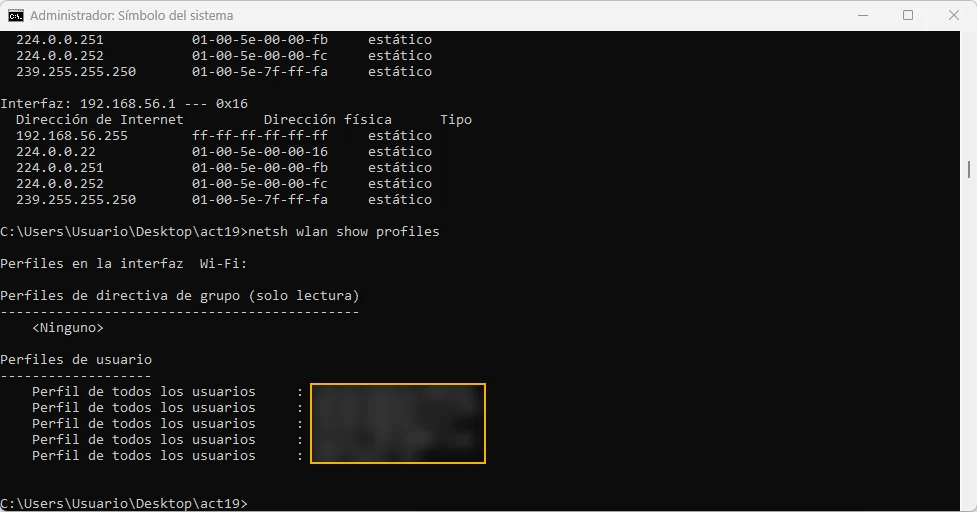 Administrador: Símbolo del sistema
224.0.0.251 01-00-5e-00-00-fb estático
224.0.0.252 01-00-5e-00-00-fc estático
239.255.255.250 01-00-5e-7f-ff-fa estático
Interfaz: 192.168.56.1 --- 0x16
Dirección de Internet Dirección física Tipo
192.168.56.255 ff-ff-ff-ff-ff-ff estático
224.0.0.22 01-00-5e-00-00-16 estático
224.0.0.251 01-00-5e-00-00-fb estático
224.0.0.252 01-00-5e-00-00-fc estático
239.255.255.250 01-00-5e-7f-ff-fa estático
C:\Users\Usuario\Desktop\act19>netsh wlan show profiles
Perfiles en la interfaz Wi-Fi:
Perfiles de directiva de grupo (solo lectura)
---------------------------------------------
<Ninguno>
Perfiles de usuario
-------------------
Perfil de todos los usuarios :
Perfil de todos los usuarios :
Perfil de todos los usuarios :
Perfil de todos los usuarios :
Perfil de todos los usuarios :
C:\Users\Usuario\Desktop\act19>